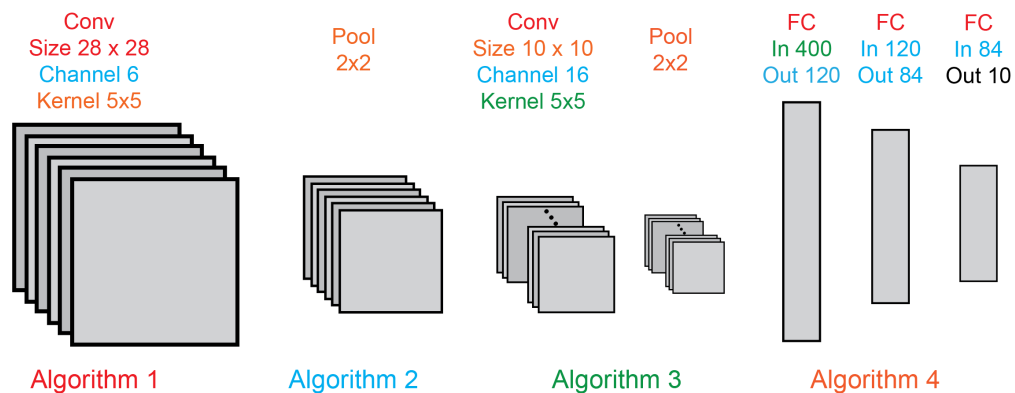 Conv
Size 28 x 28
Channel 6
Kernel 5x5
Pool
2x2
Conv
Size 10 x 10
Channel 16
Kernel 5x5
Pool
2x2
FC
In 400
Out 120
FC
In 120
Out 84
FC
In 84
Out 10
Algorithm 1
Algorithm 2
Algorithm 3
Algorithm 4